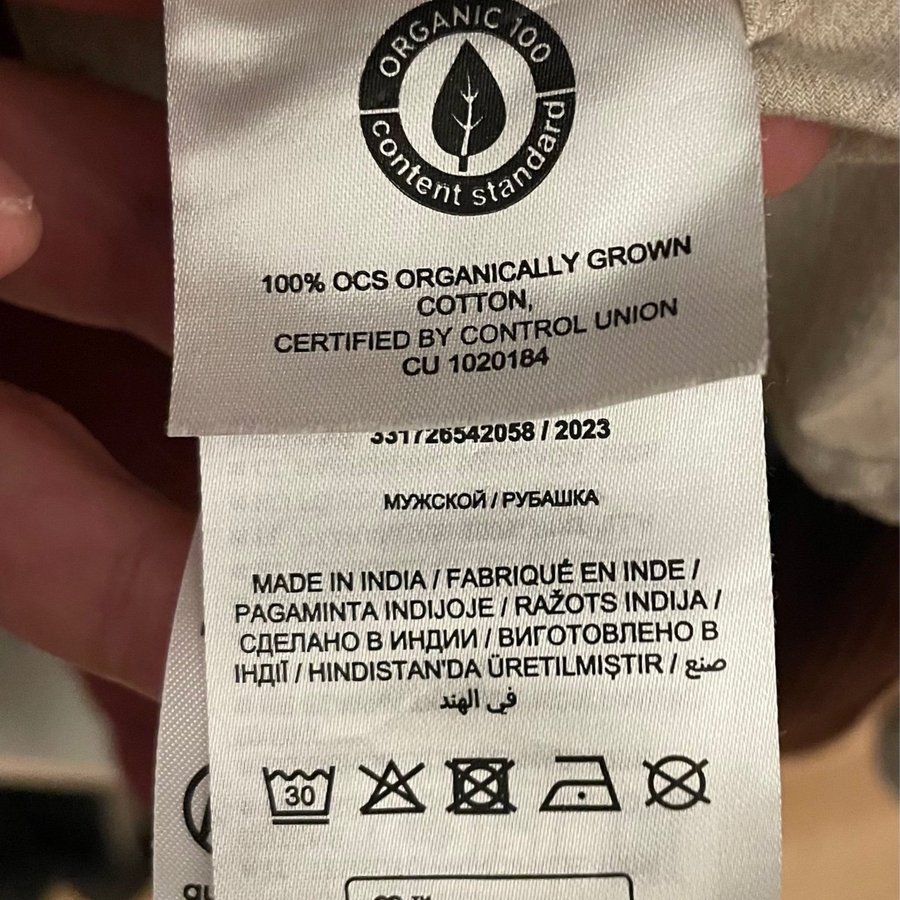 ORGANIC 100
content standard
100% OCS ORGANICALLY GROWN
COTTON,
CERTIFIED BY CONTROL UNION
CU 1020184
331726542058 / 2023
МУЖСКОЙ / РУБАШКА
MADE IN INDIA / FABRIQUÉ EN INDE /
PAGAMINTA INDIJOJE / RAŽOTS INDIJA /
СДЕЛАНО В ИНДИИ / ВИГОТОВЛЕНО В
ІНДІЇ / HINDISTAN'DA ÜRETILMIŞTIR / صنع
في الهند
30